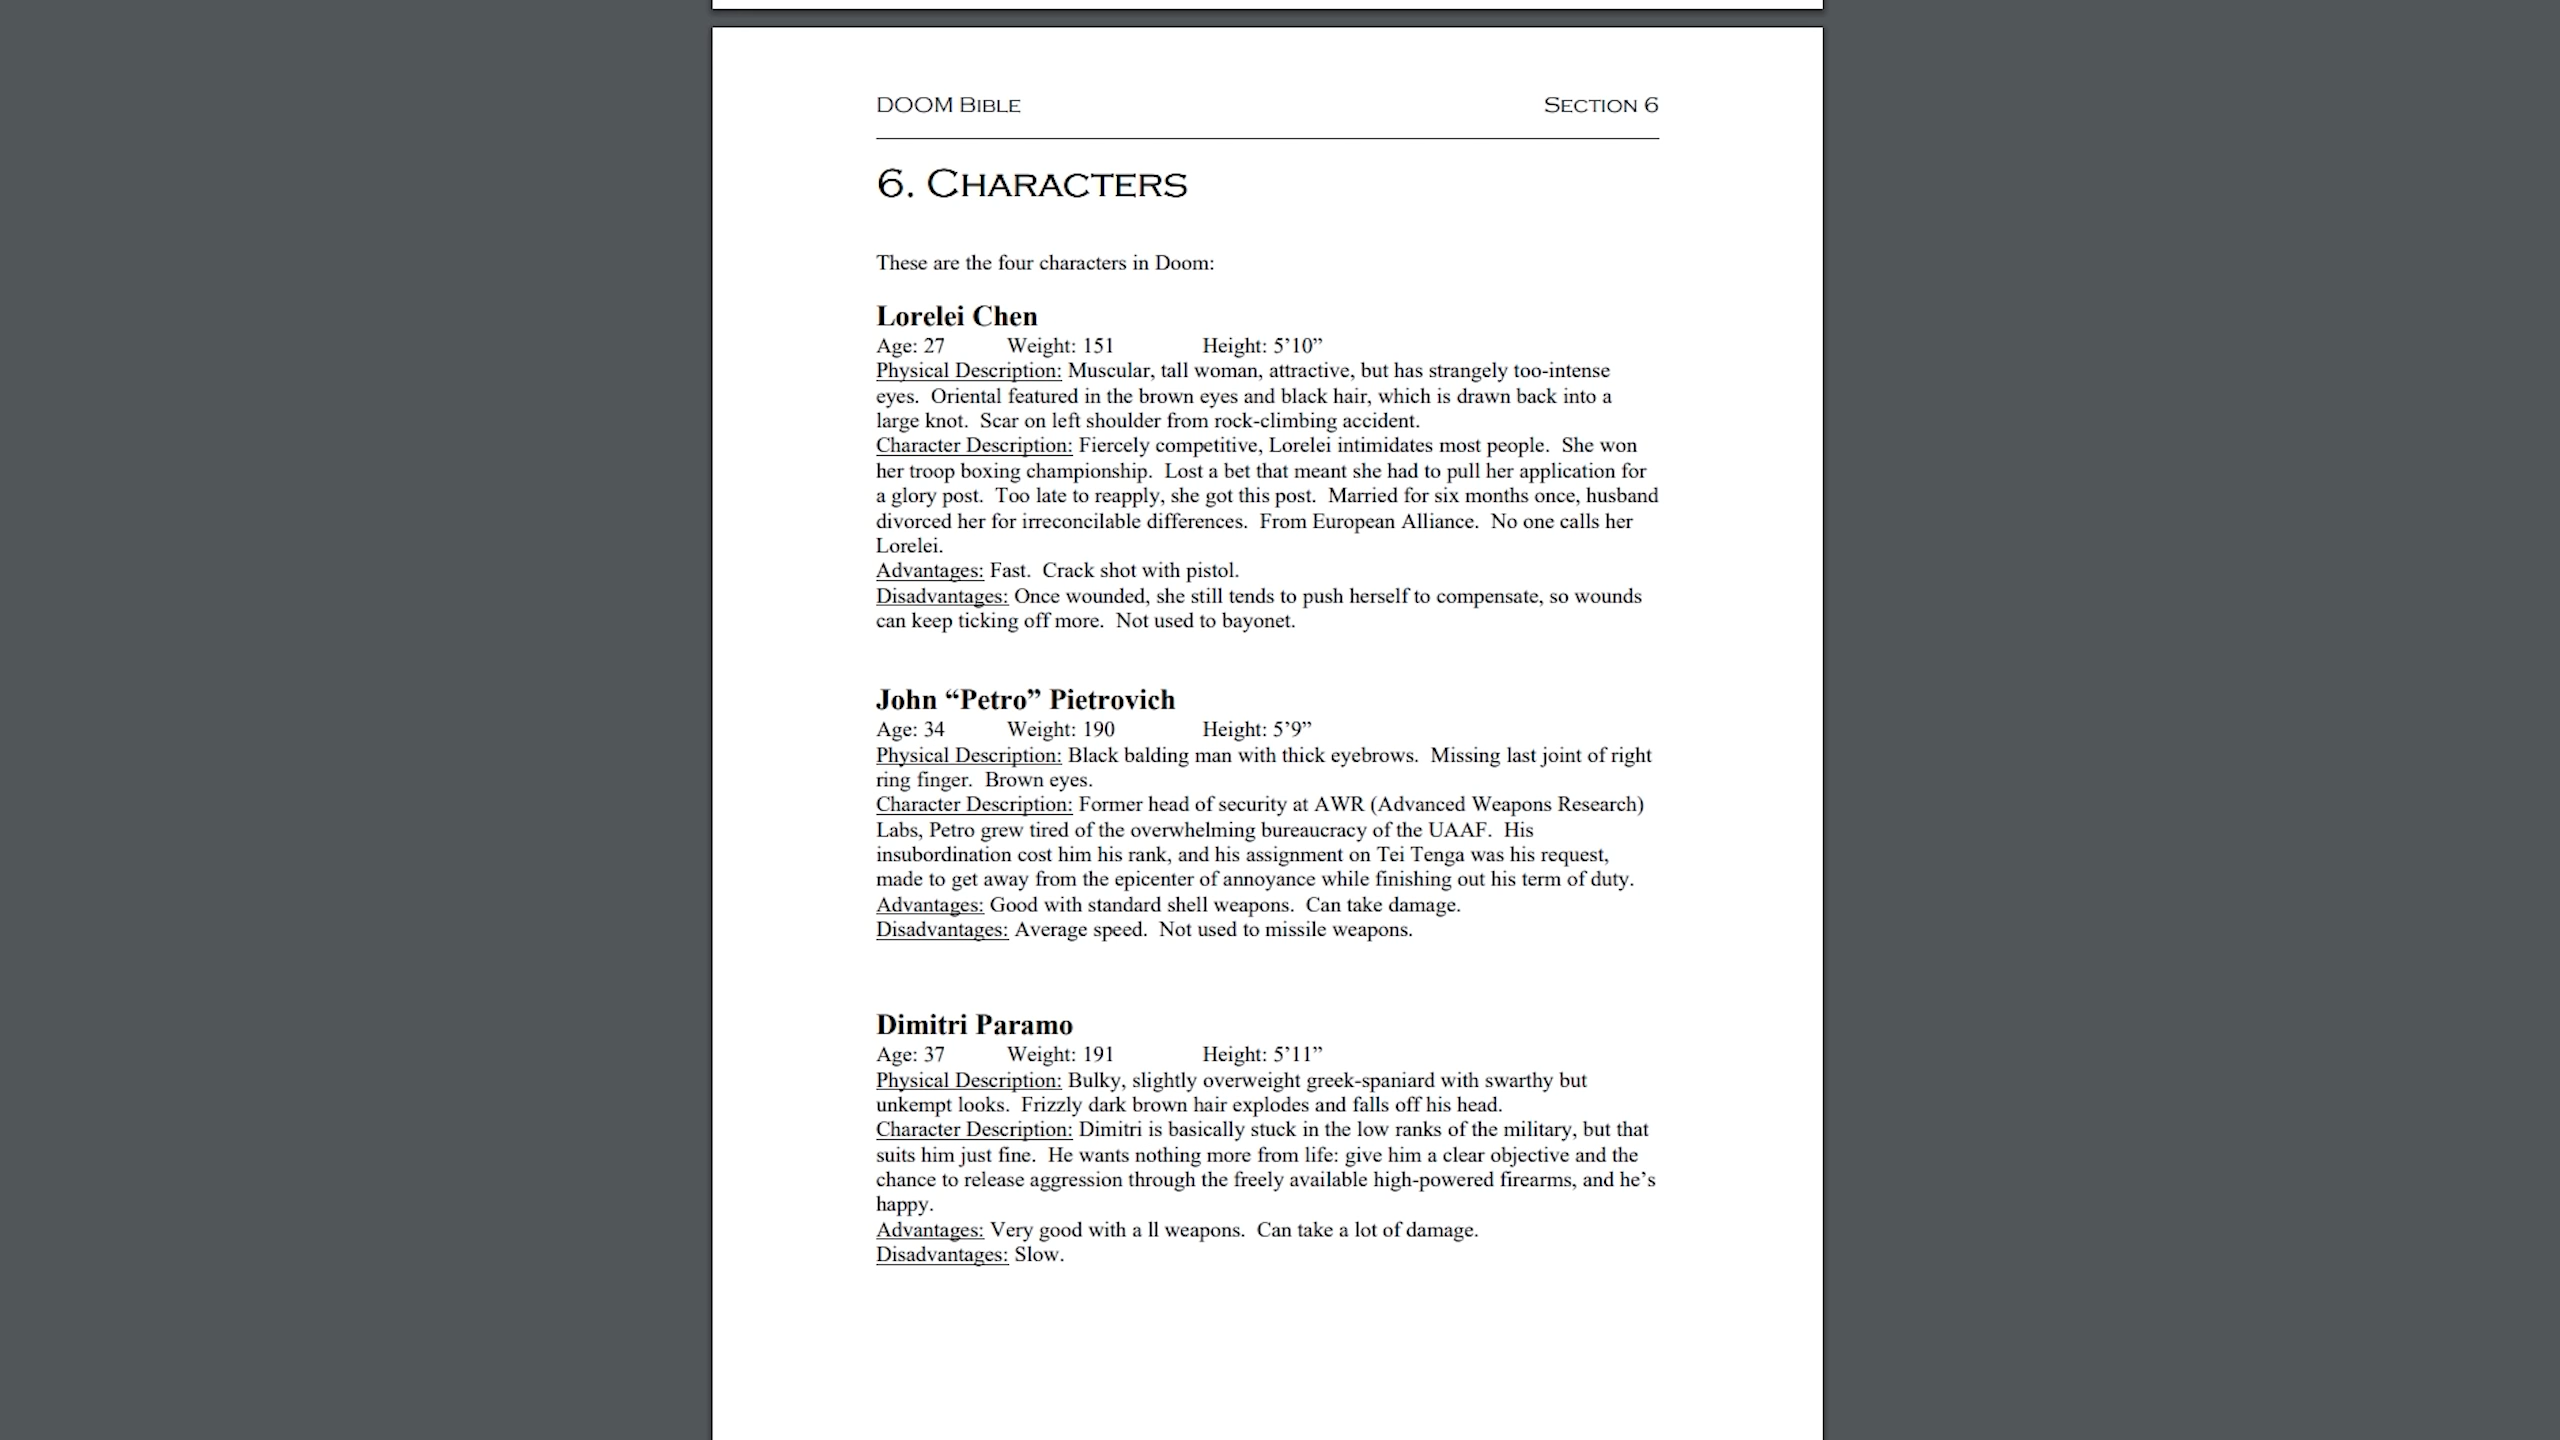 DOOM BIBLE SECTION 6
6. CHARACTERS
These are the four characters in Doom:
Lorelei Chen
Age: 27 Weight: 151 Height: 5’10”
Physical Description: Muscular, tall woman, attractive, but has strangely too-intense
eyes. Oriental featured in the brown eyes and black hair, which is drawn back into a
large knot. Scar on left shoulder from rock-climbing accident.
Character Description: Fiercely competitive, Lorelei intimidates most people. She won
her troop boxing championship. Lost a bet that meant she had to pull her application for
a glory post. Too late to reapply, she got this post. Married for six months once, husband
divorced her for irreconcilable differences. From European Alliance. No one calls her
Lorelei.
Advantages: Fast. Crack shot with pistol.
Disadvantages: Once wounded, she still tends to push herself to compensate, so wounds
can keep ticking off more. Not used to bayonet.
John “Petro” Pietrovich
Age: 34 Weight: 190 Height: 5’9”
Physical Description: Black balding man with thick eyebrows. Missing last joint of right
ring finger. Brown eyes.
Character Description: Former head of security at AWR (Advanced Weapons Research)
Labs, Petro grew tired of the overwhelming bureaucracy of the UAAF. His
insubordination cost him his rank, and his assignment on Tei Tenga was his request,
made to get away from the epicenter of annoyance while finishing out his term of duty.
Advantages: Good with standard shell weapons. Can take damage.
Disadvantages: Average speed. Not used to missile weapons.
Dimitri Paramo
Age: 37 Weight: 191 Height: 5’11”
Physical Description: Bulky, slightly overweight greek-spaniard with swarthy but
unkempt looks. Frizzly dark brown hair explodes and falls off his head.
Character Description: Dimitri is basically stuck in the low ranks of the military, but that
suits him just fine. He wants nothing more from life: give him a clear objective and the
chance to release aggression through the freely available high-powered firearms, and he’s
happy.
Advantages: Very good with a ll weapons. Can take a lot of damage.
Disadvantages: Slow.